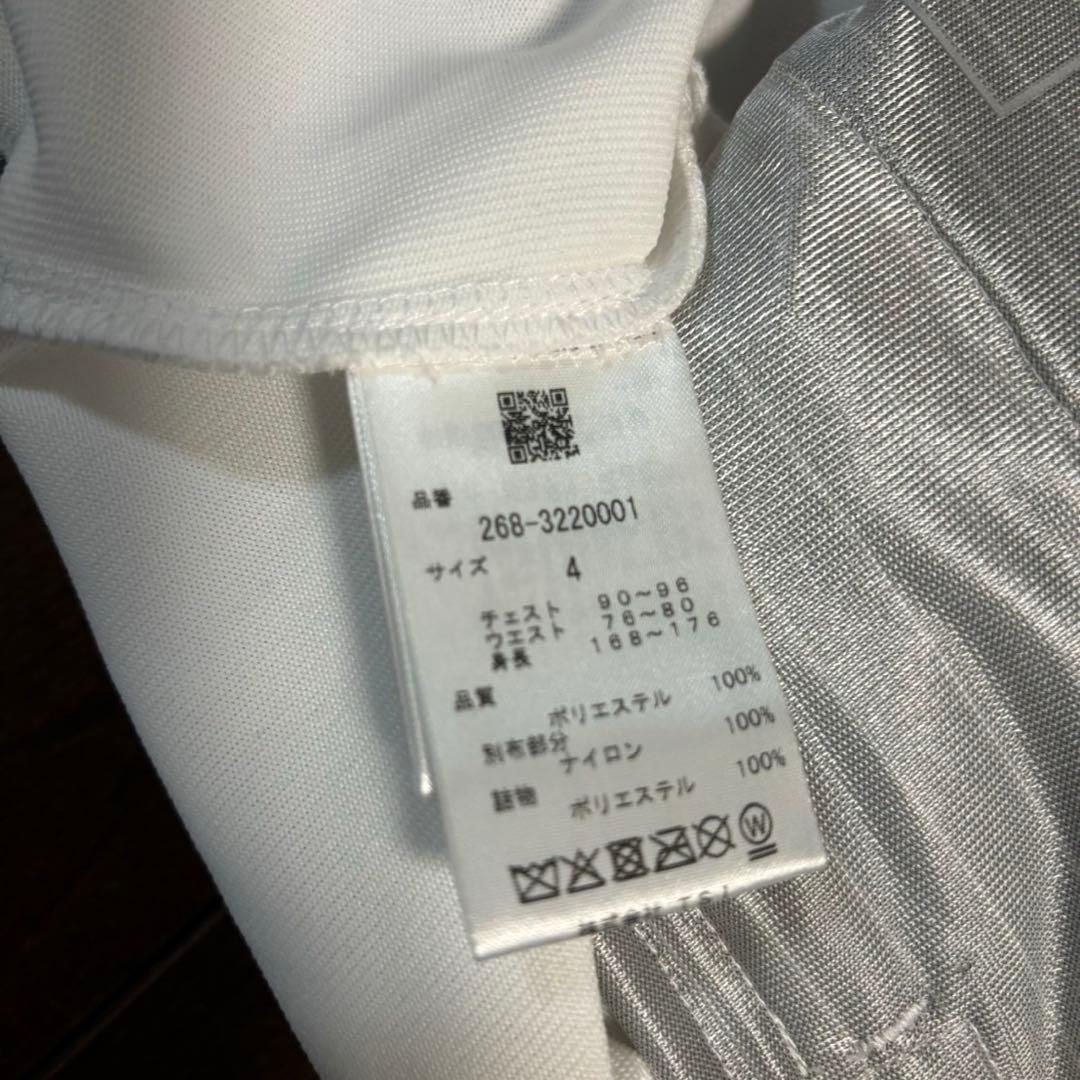 品番
268-3220001
サイズ 4
チェスト 90~96
ウエスト 76~80
身長 168~176
品質
ポリエステル 100%
別布部分
ナイロン 100%
詰物
ポリエステル 100%
W